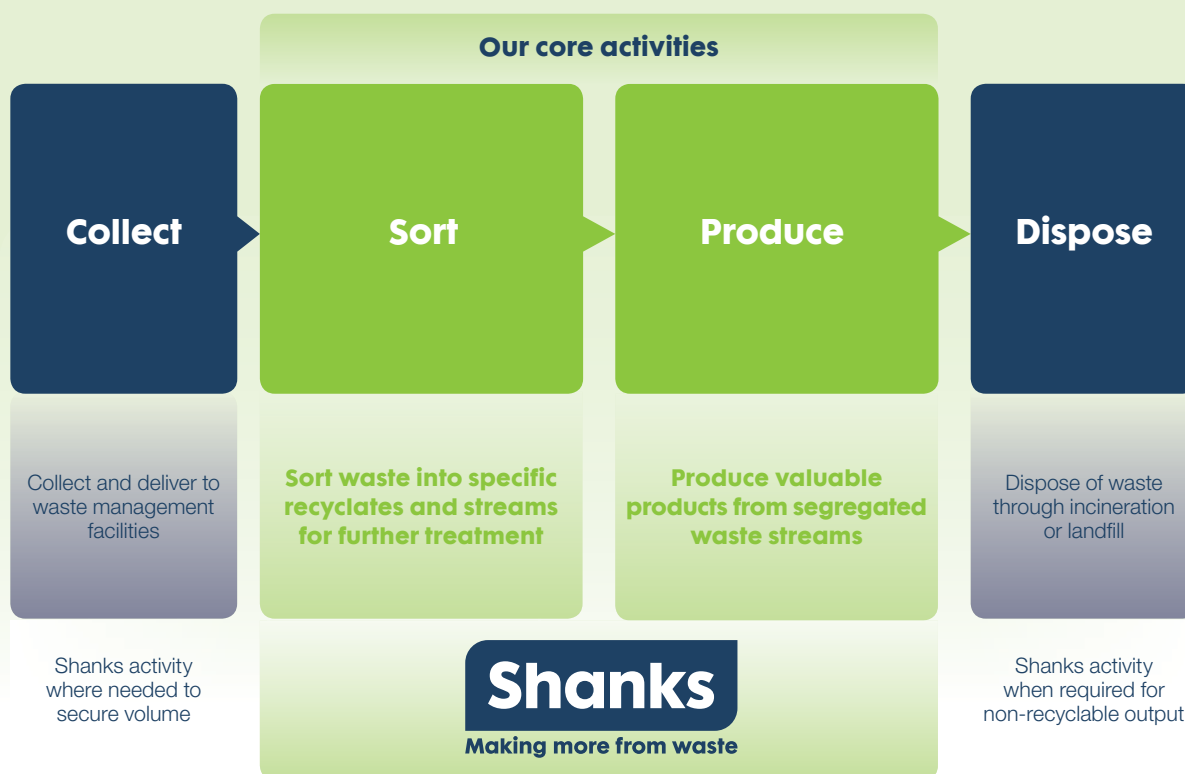 Our core activities
Collect
Sort
Produce
Dispose
Collect and deliver to
waste management
facilities
Sort waste into specific
recyclates and streams
for further treatment
Produce valuable
products from segregated
waste streams
Dispose of waste
through incineration
or landfill
Shanks activity
where needed to
secure volume
Shanks
Making more from waste
Shanks activity
when required for
non-recyclable output